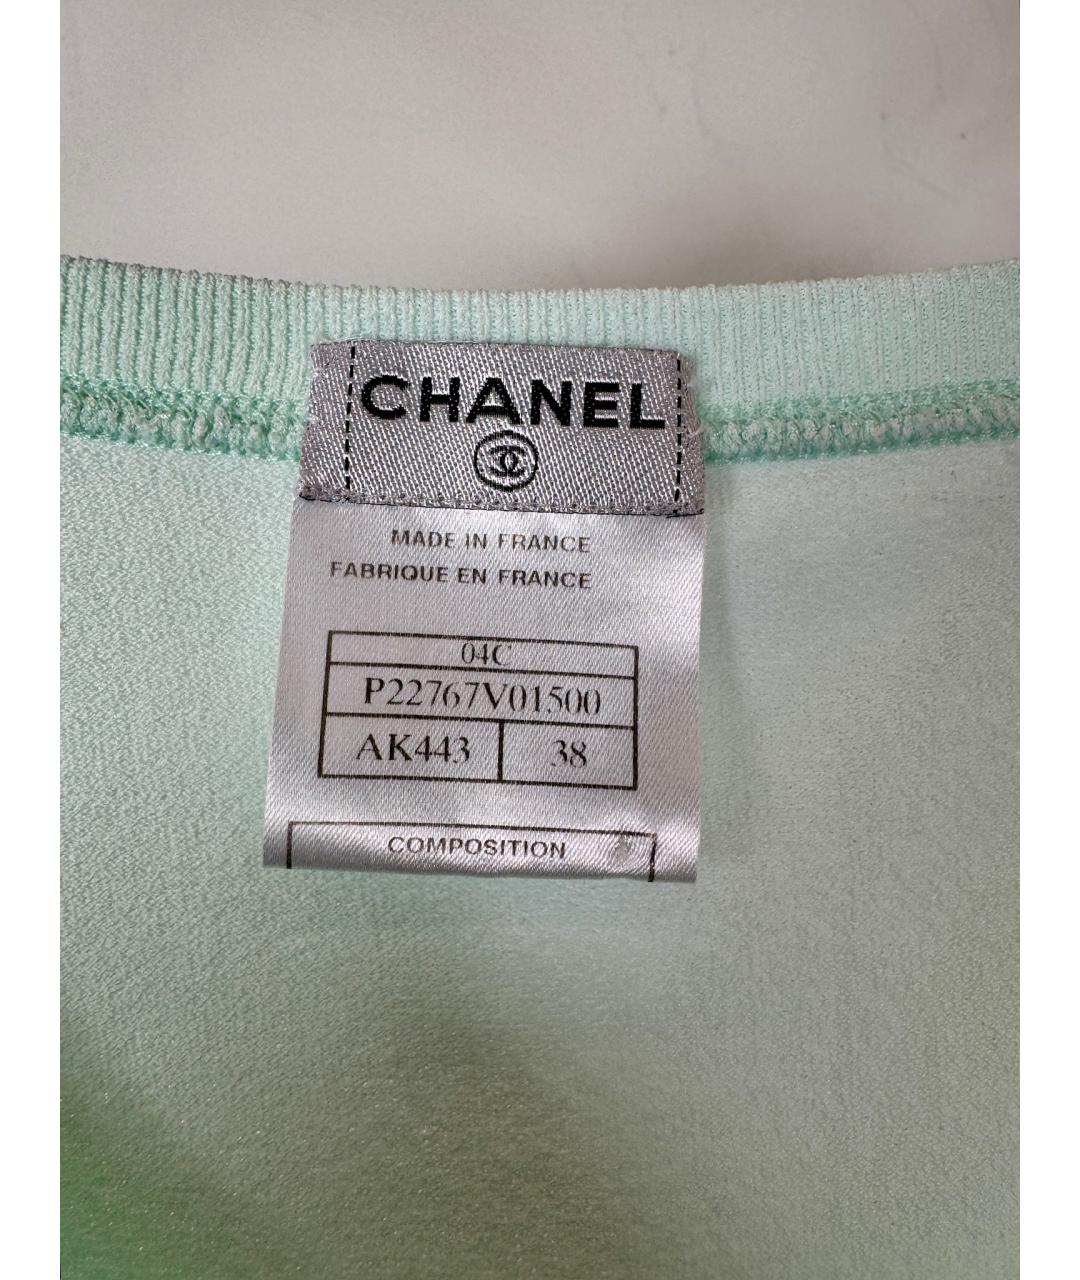 CHANEL
MADE IN FRANCE
FABRIQUE EN FRANCE
04C
P22767V01500
AK443 38
COMPOSITION